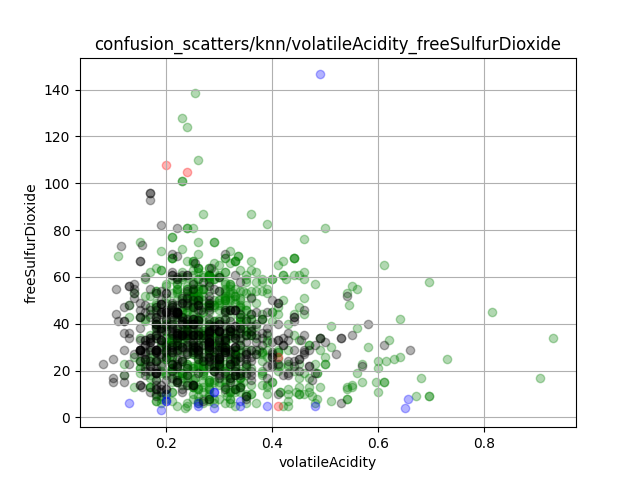 confusion_scatters/knn/volatileAcidity_freeSulfurDioxide
140
120
100
80
60
40
20
0
freeSulfurDioxide
0.2 0.4 0.6 0.8
volatileAcidity